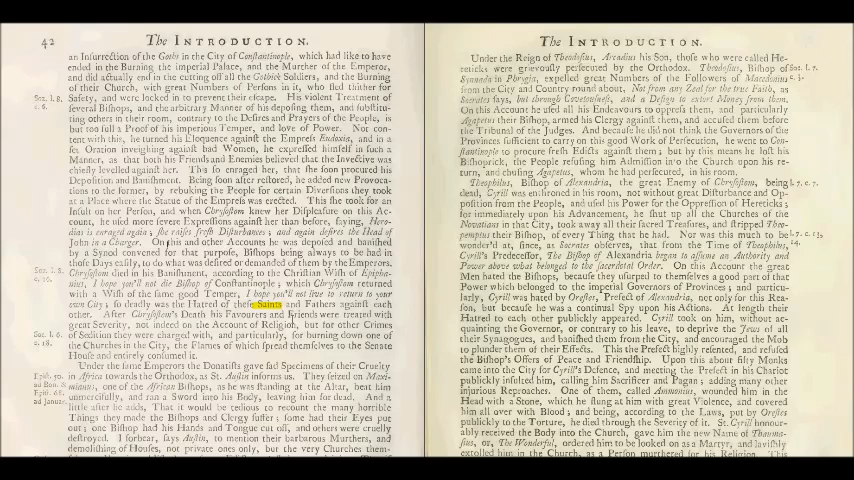 42 The INTRODUCTION.
an Insurrection of the Goths in the City of Constantinople, which had like to have
ended in the Burning the imperial Palace, and the Murther of the Emperor,
and did actually end in the cutting off all the Gothick Soldiers, and the Burning
of their Church, with great Numbers of Persons in it, who fled thither for
Soz. l. 8. Safety, and were locked in to prevent their escape. His violent Treatment of
c. 6. several Bishops, and the arbitrary Manner of his deposing them, and substitu-
ting others in their room, contrary to the Desires and Prayers of the People, is
but too full a Proof of his imperious Temper, and love of Power. Not con-
tent with this, he turned his Eloquence against the Empress Eudoxia, and in a
set Oration inveighing against bad Women, he expressed himself in such a
Manner, as that both his Friends and Enemies believed that the Invective was
chiefly levelled against her. This so enraged her, that she soon procured his
Deposition and Banishment. Being soon after restored, he added new Provoca-
tions to the former, by rebuking the People for certain Diversions they took
at a Place where the Statue of the Empress was erected. This she took for an
Insult on her Person, and when Chrysostom knew her Displeasure on this Ac-
count, he used more severe Expressions against her than before, saying, Hero-
dias is enraged again; she raises fresh Disturbances; and again desires the Head of
John in a Charger. On this and other Accounts he was deposed and banished
by a Synod convened for that purpose, Bishops being always to be had in
those Days easily, to do what was desired or demanded of them by the Emperors.
Chrysostom died in his Banishment, according to the Christian Wish of Epipha-
nius, I hope you'll not die Bishop of Constantinople; which Chrysostom returned
with a Wish of the same good Temper, I hope you'll not live to return to your
own City; so deadly was the Hatred of these Saints and Fathers against each
other. After Chrysostom's Death his Favourers and Friends were treated with
great Severity, not indeed on the Account of Religion, but for other Crimes
of Sedition they were charged with, and particularly, for burning down one of
the Churches in the City, the Flames of which spread themselves to the Senate
House and entirely consumed it.
Under the same Emperors the Donatists gave sad Specimens of their Cruelty
in Africa towards the Orthodox, as St. Austin informs us. They seized on Maxi-
mianus, one of the African Bishops, as he was standing at the Altar, beat him
unmercifully, and ran a Sword into his Body, leaving him for dead. And a
little after he adds, That it would be tedious to recount the many horrible
Things they made the Bishops and Clergy suffer; some had their Eyes put
out; one Bishop had his Hands and Tongue cut off, and others were cruelly
destroyed. I forbear, says Austin, to mention their barbarous Murthers, and
demolishing of Houses, not private ones only, but the very Churches them-
The INTRODUCTION.
Under the Reign of Theodosius, Arcadius his Son, those who were called He-
reticks were grievously persecuted by the Orthodox. Theodosius, Bishop of Soc. l. 7.
Synnada in Phrygia, expelled great Numbers of the Followers of Macedonius c. 3.
from the City and Country round about, Not from any Zeal for the true Faith, as
Socrates says, but through Covetousness, and a Design to extort Money from them.
On this Account he used all his Endeavours to oppress them, and particularly
Agapetus their Bishop, armed his Clergy against them, and accused them before
the Tribunal of the Judges. And because he did not think the Governors of the
Provinces sufficient to carry on this good Work of Persecution, he went to Con-
stantinople to procure fresh Edicts against them; but by this means he lost his
Bishoprick, the People refusing him Admission into the Church upon his re-
turn, and chusing Agapetus, whom he had persecuted, in his room.
Theophilus, Bishop of Alexandria, the great Enemy of Chrysostom, being l. 7. c. 7.
dead, Cyrill was enthroned in his room, not without great Disturbance and Op-
position from the People, and used his Power for the Oppression of Hereticks;
for immediately upon his Advancement, he shut up all the Churches of the
Novatians in that City, took away all their sacred Treasures, and stripped Theo-
pemptus their Bishop, of every Thing that he had. Nor was this much to be l. 7. c. 13,
wonder'd at, since, as Socrates observes, that from the Time of Theophilus, 14.
Cyrill's Predecessor, The Bishop of Alexandria began to assume an Authority and
Power above what belonged to the sacerdotal Order. On this Account the great
Men hated the Bishops, because they usurped to themselves a good part of that
Power which belonged to the imperial Governors of Provinces; and particu-
larly, Cyrill was hated by Orestes, Prefect of Alexandria, not only for this Rea-
son, but because he was a continual Spy upon his Actions. At length their
Hatred to each other publickly appeared. Cyrill took on him, without ac-
quainting the Governor, or contrary to his leave, to deprive the Jews of all
their Synagogues, and banished them from the City, and encouraged the Mob
to plunder them of their Effects. This the Prefect highly resented, and refused
the Bishop's Offers of Peace and Friendship. Upon this about fifty Monks
came into the City for Cyrill's Defence, and meeting the Prefect in his Chariot
publickly insulted him, calling him Sacrificer and Pagan; adding many other
injurious Reproaches. One of them, called Ammonius, wounded him in the
Head with a Stone, which he flung at him with great Violence, and covered
him all over with Blood; and being, according to the Laws, put by Orestes
publickly to the Torture, he died through the Severity of it. St. Cyrill honour-
ably received the Body into the Church, gave him the new Name of Thauma-
sius, or, The Wonderful, ordered him to be looked on as a Martyr, and lavishly
extolled him in the Church, as a Person murthered for his Religion. This